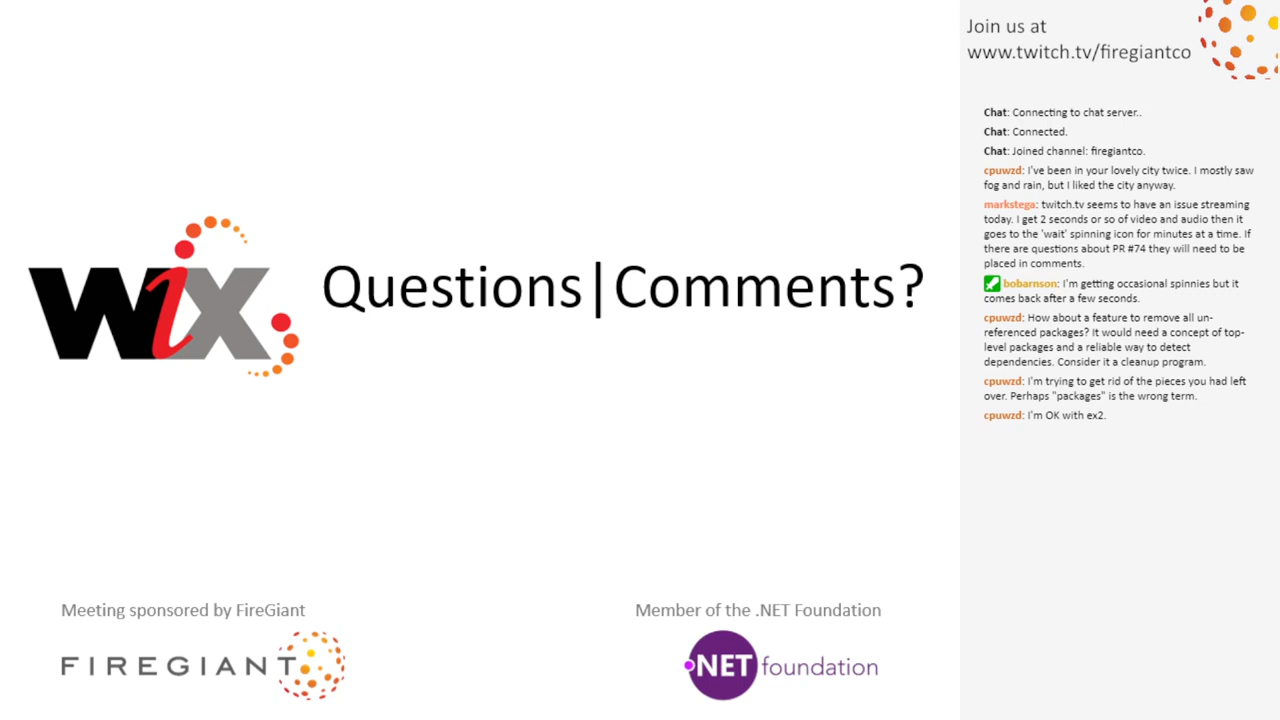 WiX
Questions|Comments?
Meeting sponsored by FireGiant
FIREGIANT
Member of the .NET Foundation
.NET foundation
Join us at
www.twitch.tv/firegiantco
Chat: Connecting to chat server..
Chat: Connected.
Chat: Joined channel: firegiantco.
cpuwzd: I've been in your lovely city twice. I mostly saw
fog and rain, but I liked the city anyway.
markstega: twitch.tv seems to have an issue streaming
today. I get 2 seconds or so of video and audio then it
goes to the 'wait' spinning icon for minutes at a time. If
there are questions about PR #74 they will need to be
placed in comments.
bobarnson: I'm getting occasional spinnies but it
comes back after a few seconds.
cpuwzd: How about a feature to remove all un-
referenced packages? It would need a concept of top-
level packages and a reliable way to detect
dependencies. Consider it a cleanup program.
cpuwzd: I'm trying to get rid of the pieces you had left
over. Perhaps "packages" is the wrong term.
cpuwzd: I'm OK with ex2.